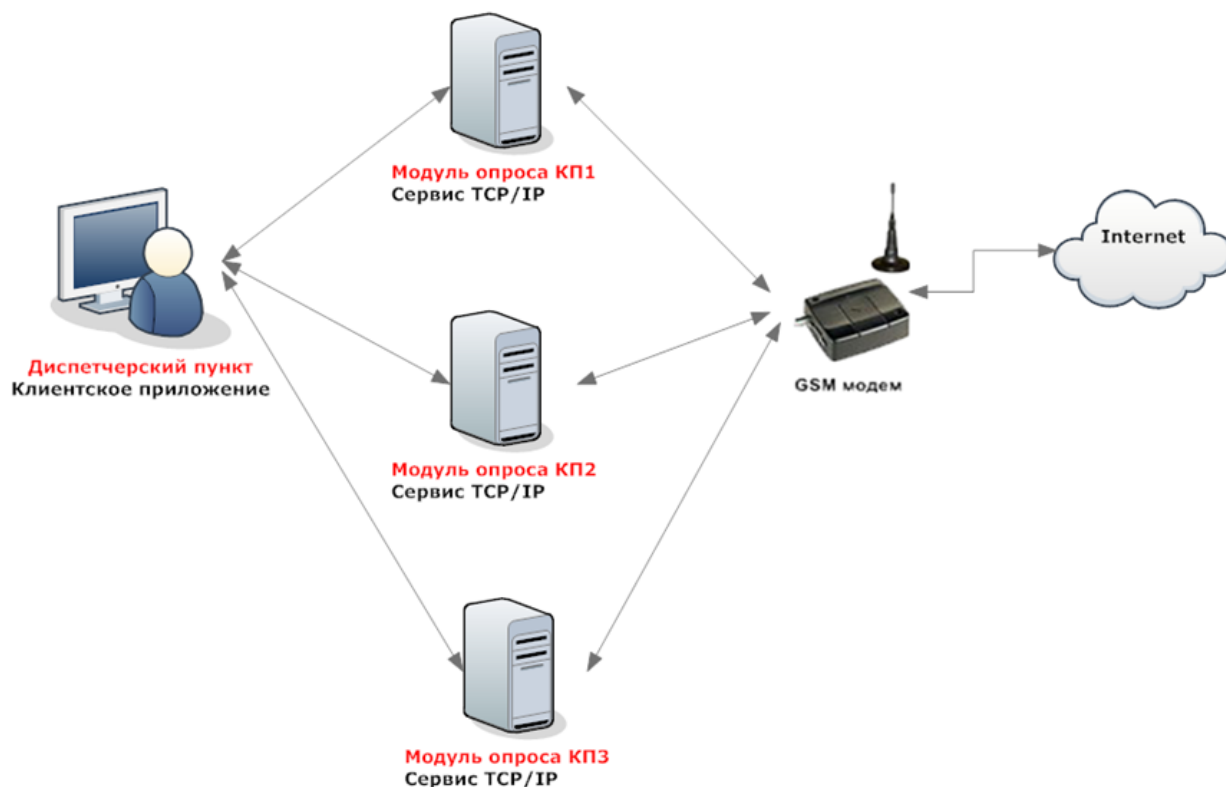 Модуль опроса КП1
Сервис TCP/IP
Internet
Диспетчерский пункт
Клиентское приложение
GSM модем
Модуль опроса КП2
Сервис TCP/IP
Модуль опроса КП3
Сервис TCP/IP